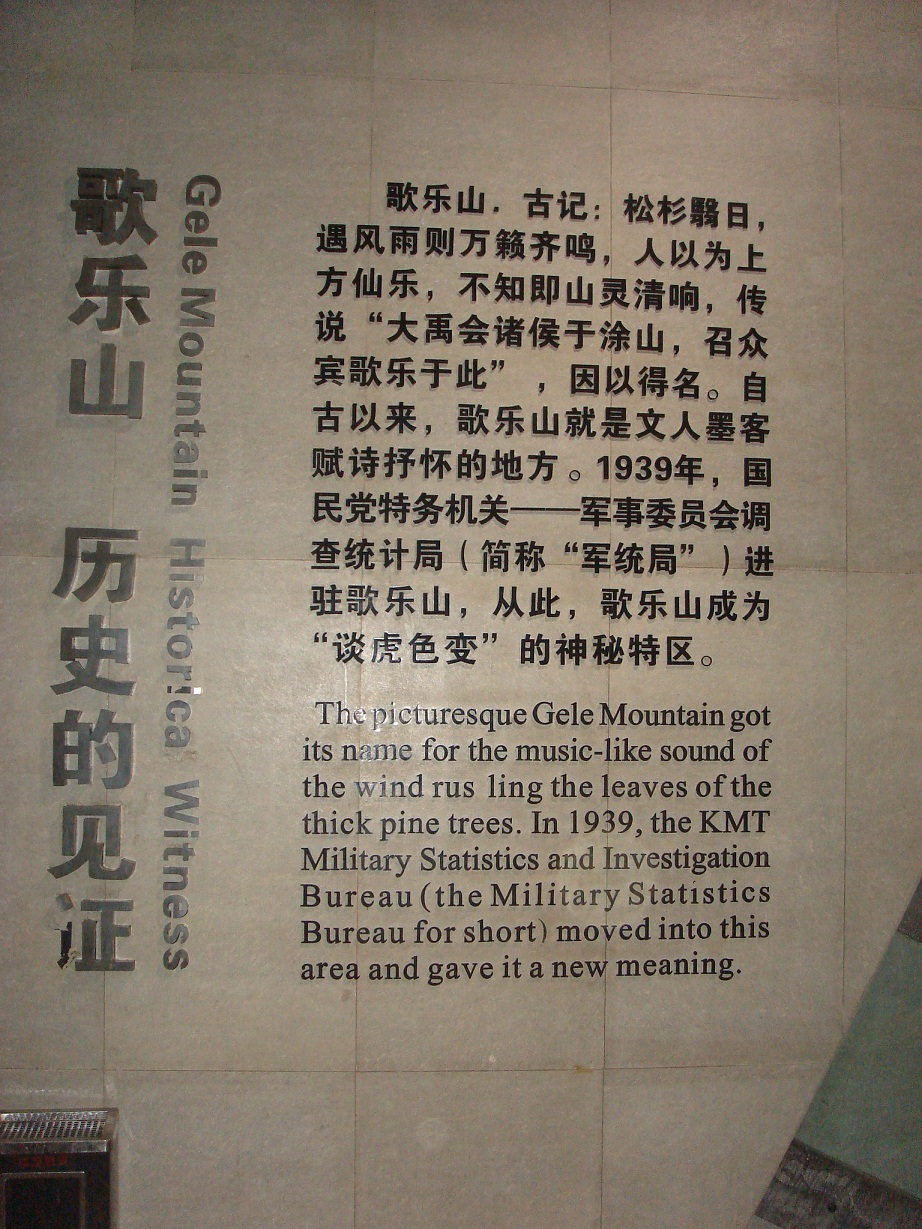 歌乐山 历史的见证
Gele Mountain Historica Witness
歌乐山．古记：松杉翳日，
遇风雨则万籁齐鸣，人以为上
方仙乐，不知即山灵清响，传
说“大禹会诸侯于涂山，召众
宾歌乐于此”，因以得名。自
古以来，歌乐山就是文人墨客
赋诗抒怀的地方。1939年，国
民党特务机关——军事委员会调
查统计局（简称“军统局”）进
驻歌乐山，从此，歌乐山成为
“谈虎色变”的神秘特区。
The picturesque Gele Mountain got
its name for the music-like sound of
the wind rus ling the leaves of the
thick pine trees. In 1939, the KMT
Military Statistics and Investigation
Bureau (the Military Statistics
Bureau for short) moved into this
area and gave it a new meaning.